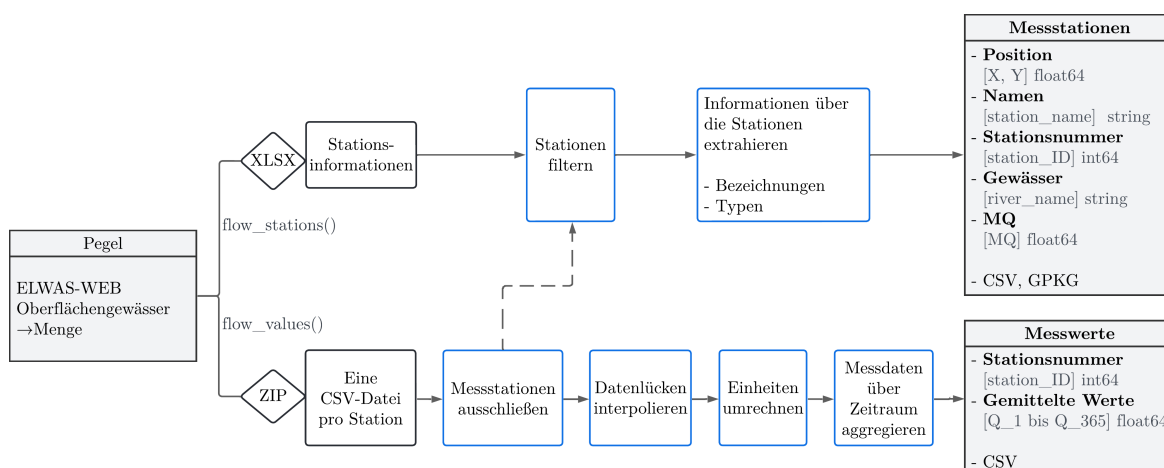 Pegel
ELWAS-WEB
Oberflächengewässer
→Menge
flow_stations()
flow_values()
XLSX
Stations-
informationen
Stationen
filtern
Informationen über
die Stationen
extrahieren
- Bezeichnungen
- Typen
Messstationen
- Position
[X, Y] float64
- Namen
[station_name] string
- Stationsnummer
[station_ID] int64
- Gewässer
[river_name] string
- MQ
[MQ] float64
- CSV, GPKG
ZIP
Eine
CSV-Datei
pro Station
Messstationen
ausschließen
Datenlücken
interpolieren
Einheiten
umrechnen
Messdaten
über
Zeitraum
aggregieren
Messwerte
- Stationsnummer
[station_ID] int64
- Gemittelte Werte
[Q_1 bis Q_365] float64
- CSV